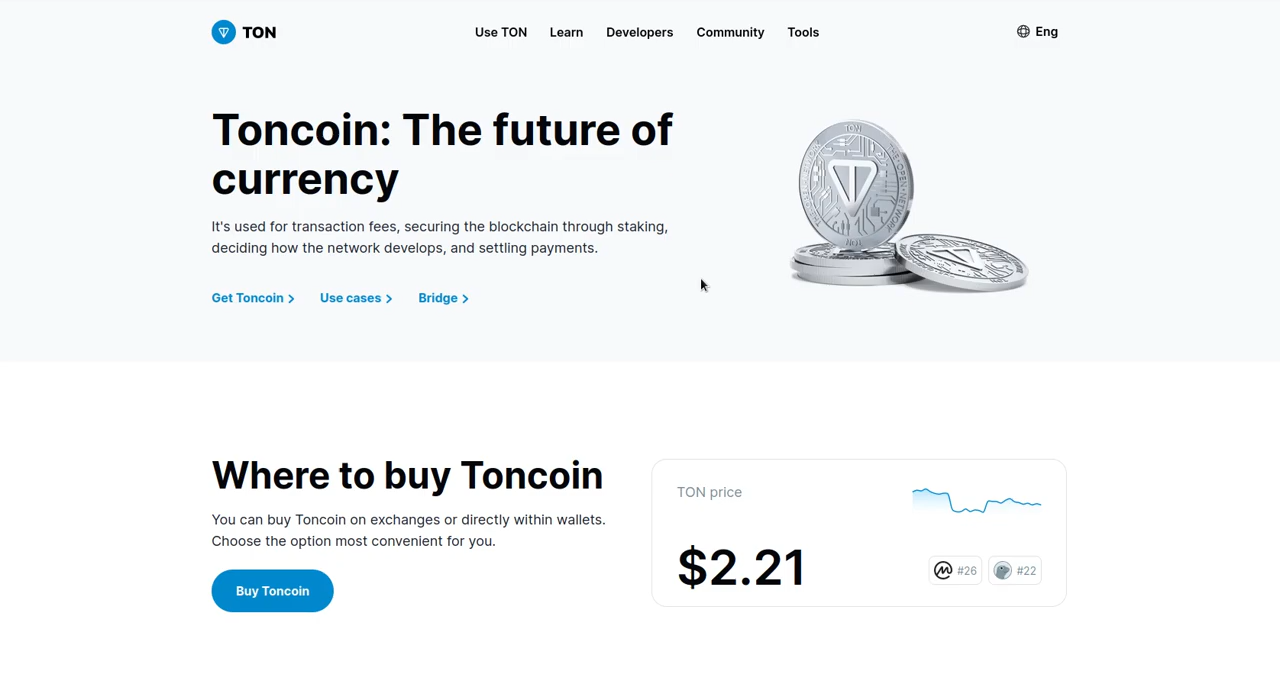 TON
Use TON
Learn
Developers
Community
Tools
Eng
Toncoin: The future of
currency
It's used for transaction fees, securing the blockchain through staking,
deciding how the network develops, and settling payments.
Get Toncoin
Use cases
Bridge
TON
Where to buy Toncoin
You can buy Toncoin on exchanges or directly within wallets.
Choose the option most convenient for you.
Buy Toncoin
TON price
$2.21
#26
#22